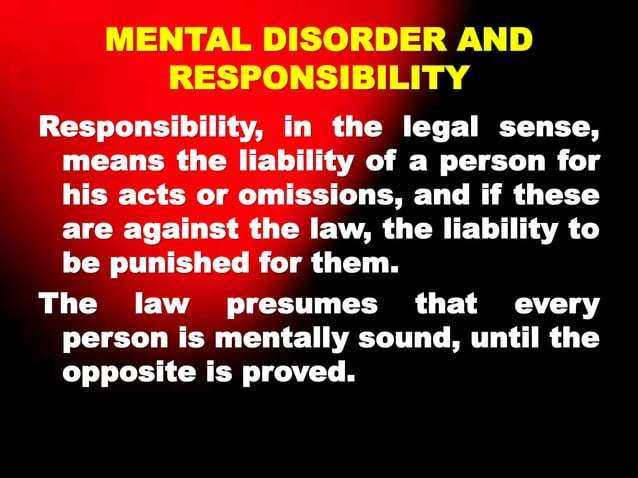 MENTAL DISORDER AND
RESPONSIBILITY
Responsibility, in the legal sense,
means the liability of a person for
his acts or omissions, and if these
are against the law, the liability to
be punished for them.
The law presumes that every
person is mentally sound, until the
opposite is proved.